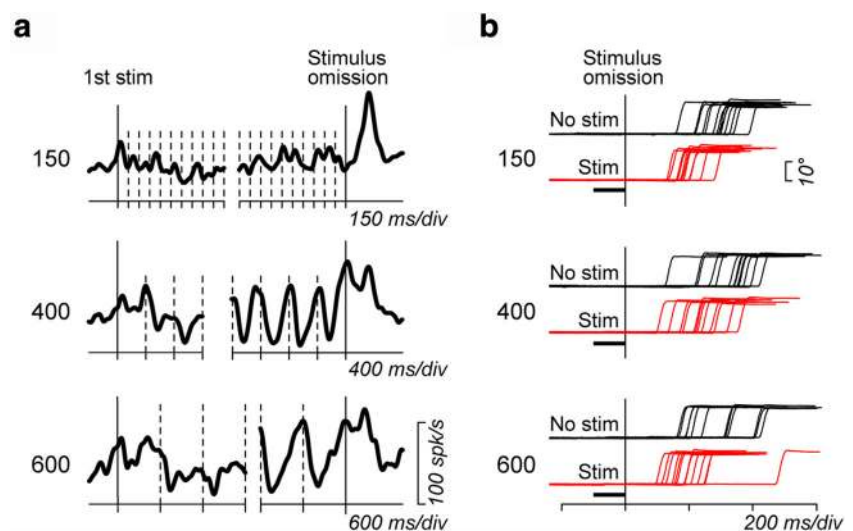 a
1st stim
Stimulus
omission
150
150 ms/div
400
400 ms/div
600
100 spk/s
600 ms/div
b
Stimulus
omission
No stim
150
Stim
10°
No stim
400
Stim
No stim
600
Stim
200 ms/div